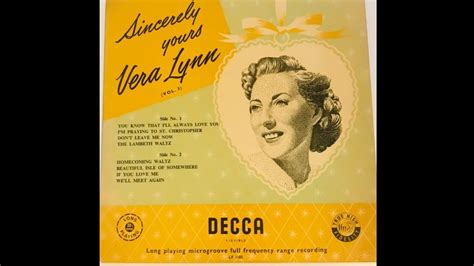 Sincerely
yours
Vera Lynn
Side No. 1
YOU KNOW THAT I'LL ALWAYS LOVE YOU
I'M PRAYING TO ST. CHRISTOPHER
DON'T LEAVE ME NOW
THE LAMBETH WALTZ
Side No. 2
HOMECOMING WALTZ
BEAUTIFUL ISLE OF SOMEWHERE
IF YOU LOVE ME
WE'LL MEET AGAIN
DECCA
LONG
PLAYING
Long playing microgroove full frequency range recording